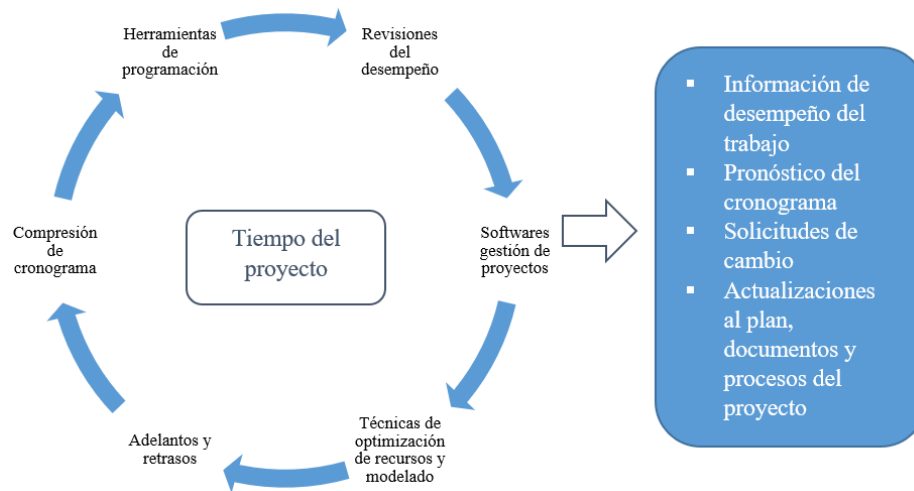 Herramientas
de
programación
Revisiones
del
desempeño
Softwares
gestión de
proyectos
Técnicas de
optimización
de recursos y
modelado
Adelantos y
retrasos
Compresión
de
cronograma
Tiempo del
proyecto
▪ Información de
desempeño del
trabajo
▪ Pronóstico del
cronograma
▪ Solicitudes de
cambio
▪ Actualizaciones
al plan,
documentos y
procesos del
proyecto